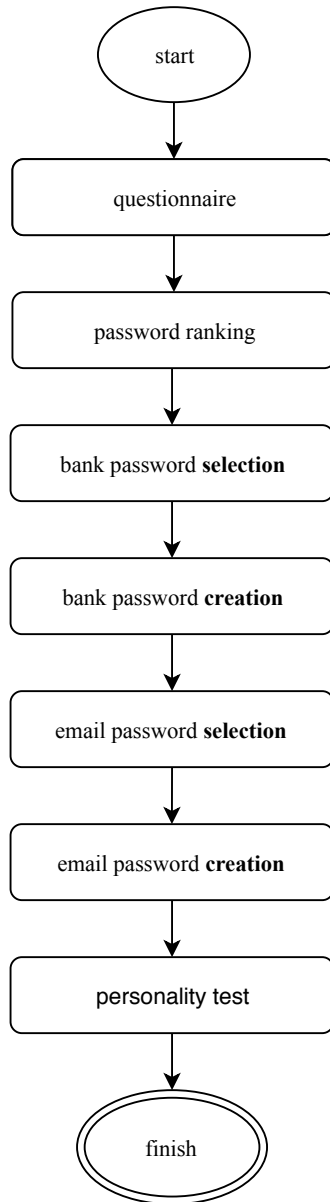 start
questionnaire
password ranking
bank password selection
bank password creation
email password selection
email password creation
personality test
finish